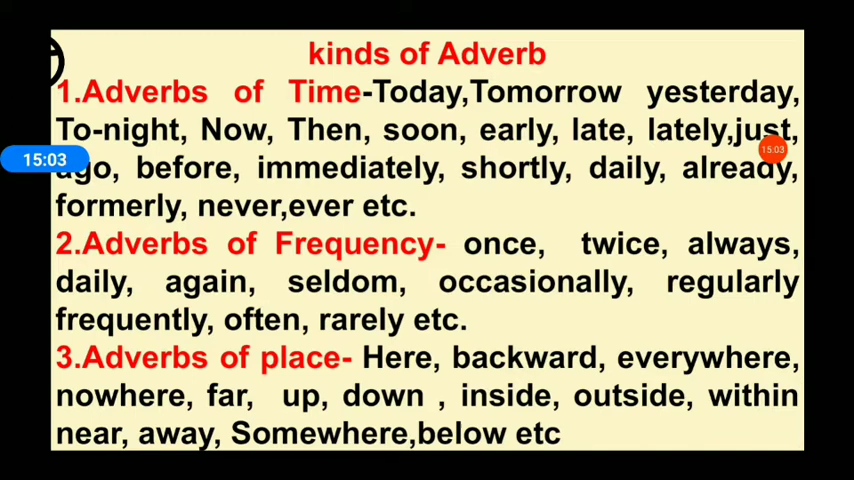 kinds of Adverb
1.Adverbs of Time-Today,Tomorrow yesterday,
To-night, Now, Then, soon, early, late, lately,just,
15:03
15:03
ago, before, immediately, shortly, daily, already,
formerly, never,ever etc.
2.Adverbs of Frequency- once, twice, always,
daily, again, seldom, occasionally, regularly
frequently, often, rarely etc.
3.Adverbs of place- Here, backward, everywhere,
nowhere, far, up, down , inside, outside, within
near, away, Somewhere,below etc